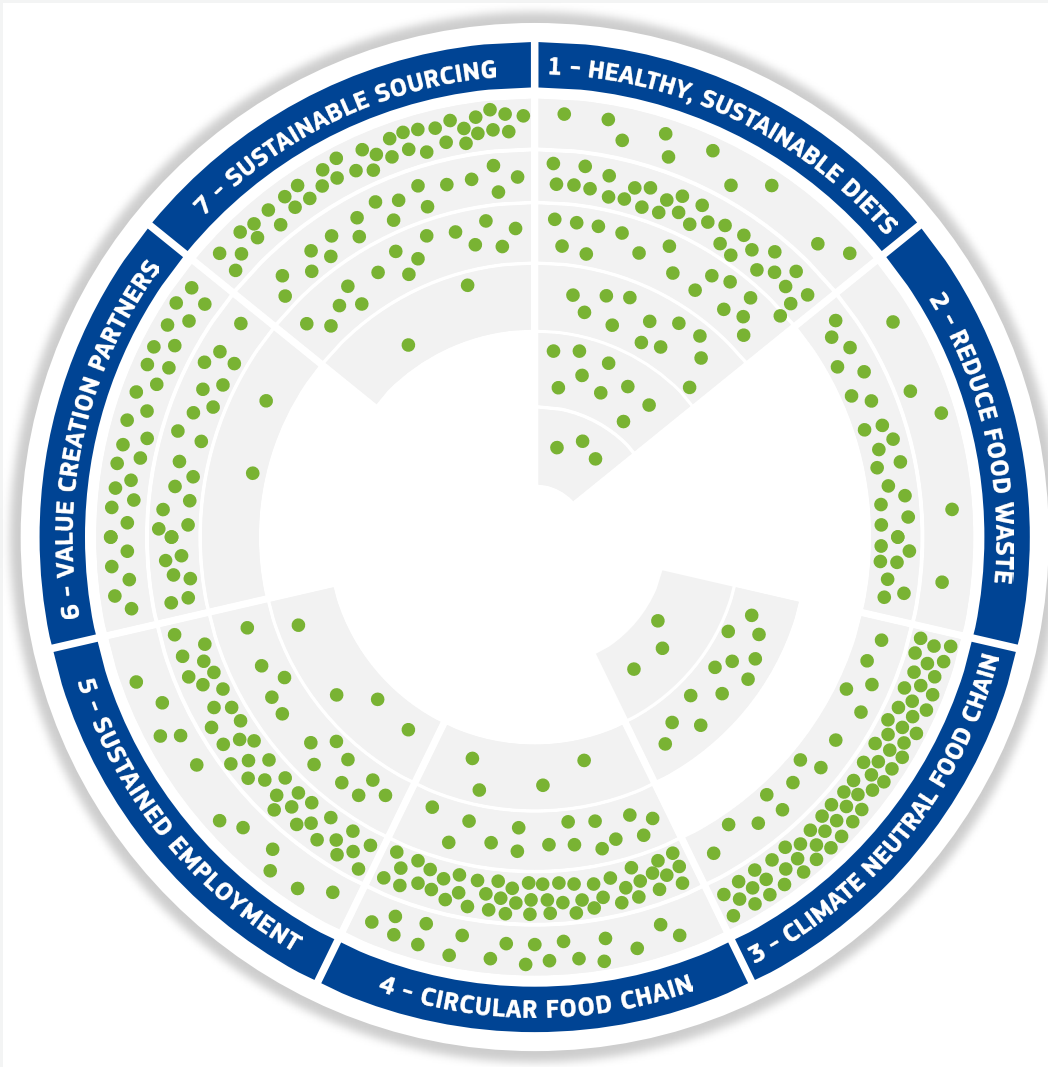 1 – HEALTHY, SUSTAINABLE DIETS
2 – REDUCE FOOD WASTE
3 – CLIMATE NEUTRAL FOOD CHAIN
4 – CIRCULAR FOOD CHAIN
5 – SUSTAINED EMPLOYMENT
6 – VALUE CREATION PARTNERS
7 – SUSTAINABLE SOURCING